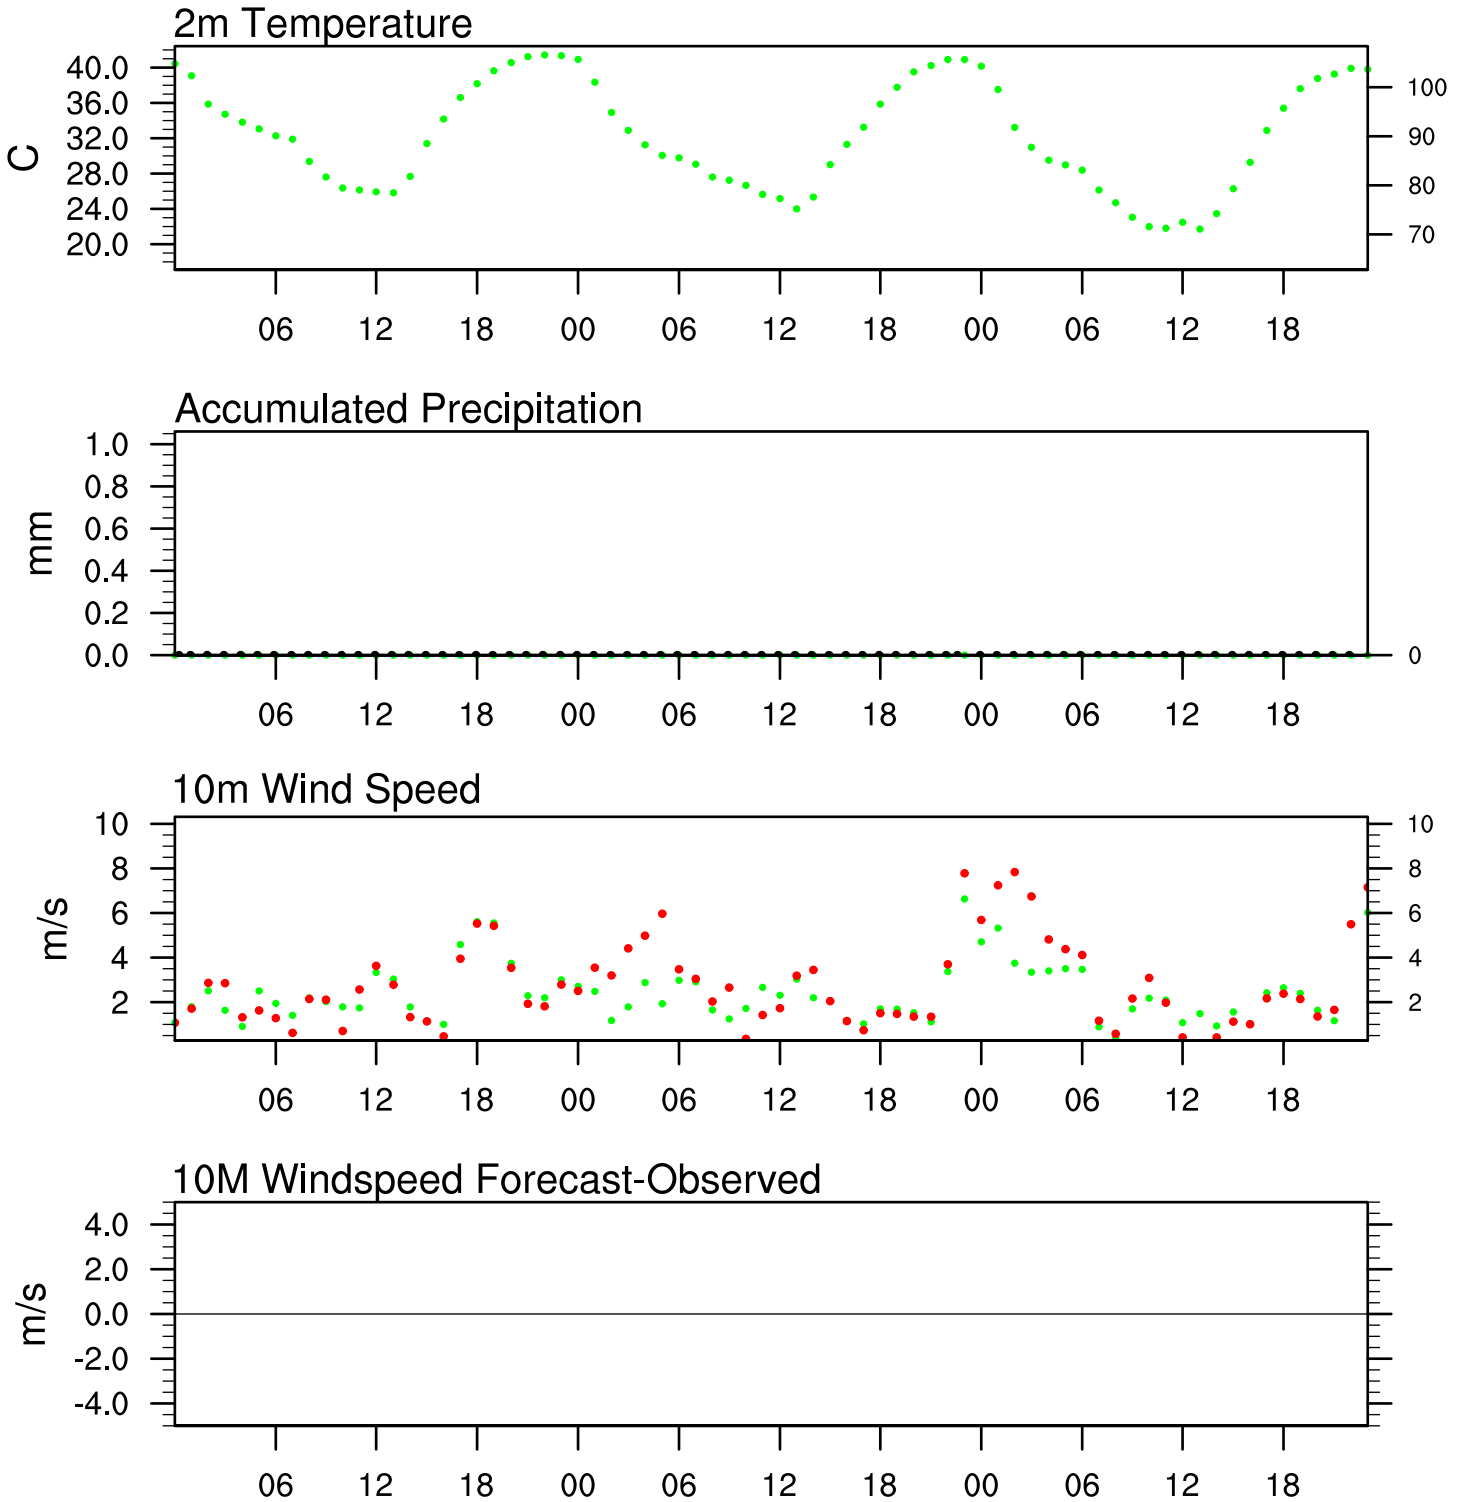 2m Temperature
40.0
36.0
32.0
28.0
24.0
20.0
C
100
90
80
70
06 12 18 00 06 12 18 00 06 12 18
Accumulated Precipitation
1.0
0.8
0.6
0.4
0.2
0.0
mm
0
06 12 18 00 06 12 18 00 06 12 18
10m Wind Speed
10
8
6
4
2
m/s
10
8
6
4
2
06 12 18 00 06 12 18 00 06 12 18
10M Windspeed Forecast-Observed
4.0
2.0
0.0
-2.0
-4.0
m/s
06 12 18 00 06 12 18 00 06 12 18